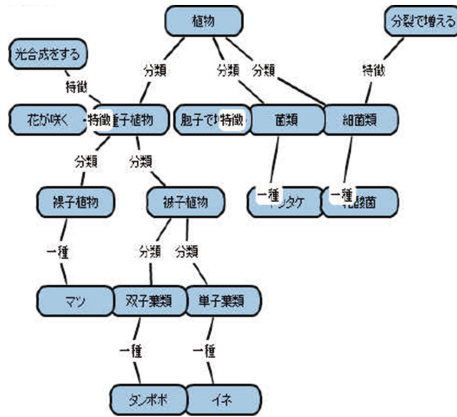 植物
分裂で増える
光合成をする
分類
分類
分類
特徴
特徴
花が咲く
特徴
種子植物
胞子で
特徴
菌類
細菌類
分類
分類
一種
一種
裸子植物
被子植物
タケ
酸菌
一種
分類
分類
マツ
双子葉類
単子葉類
一種
一種
タンポポ
イネ